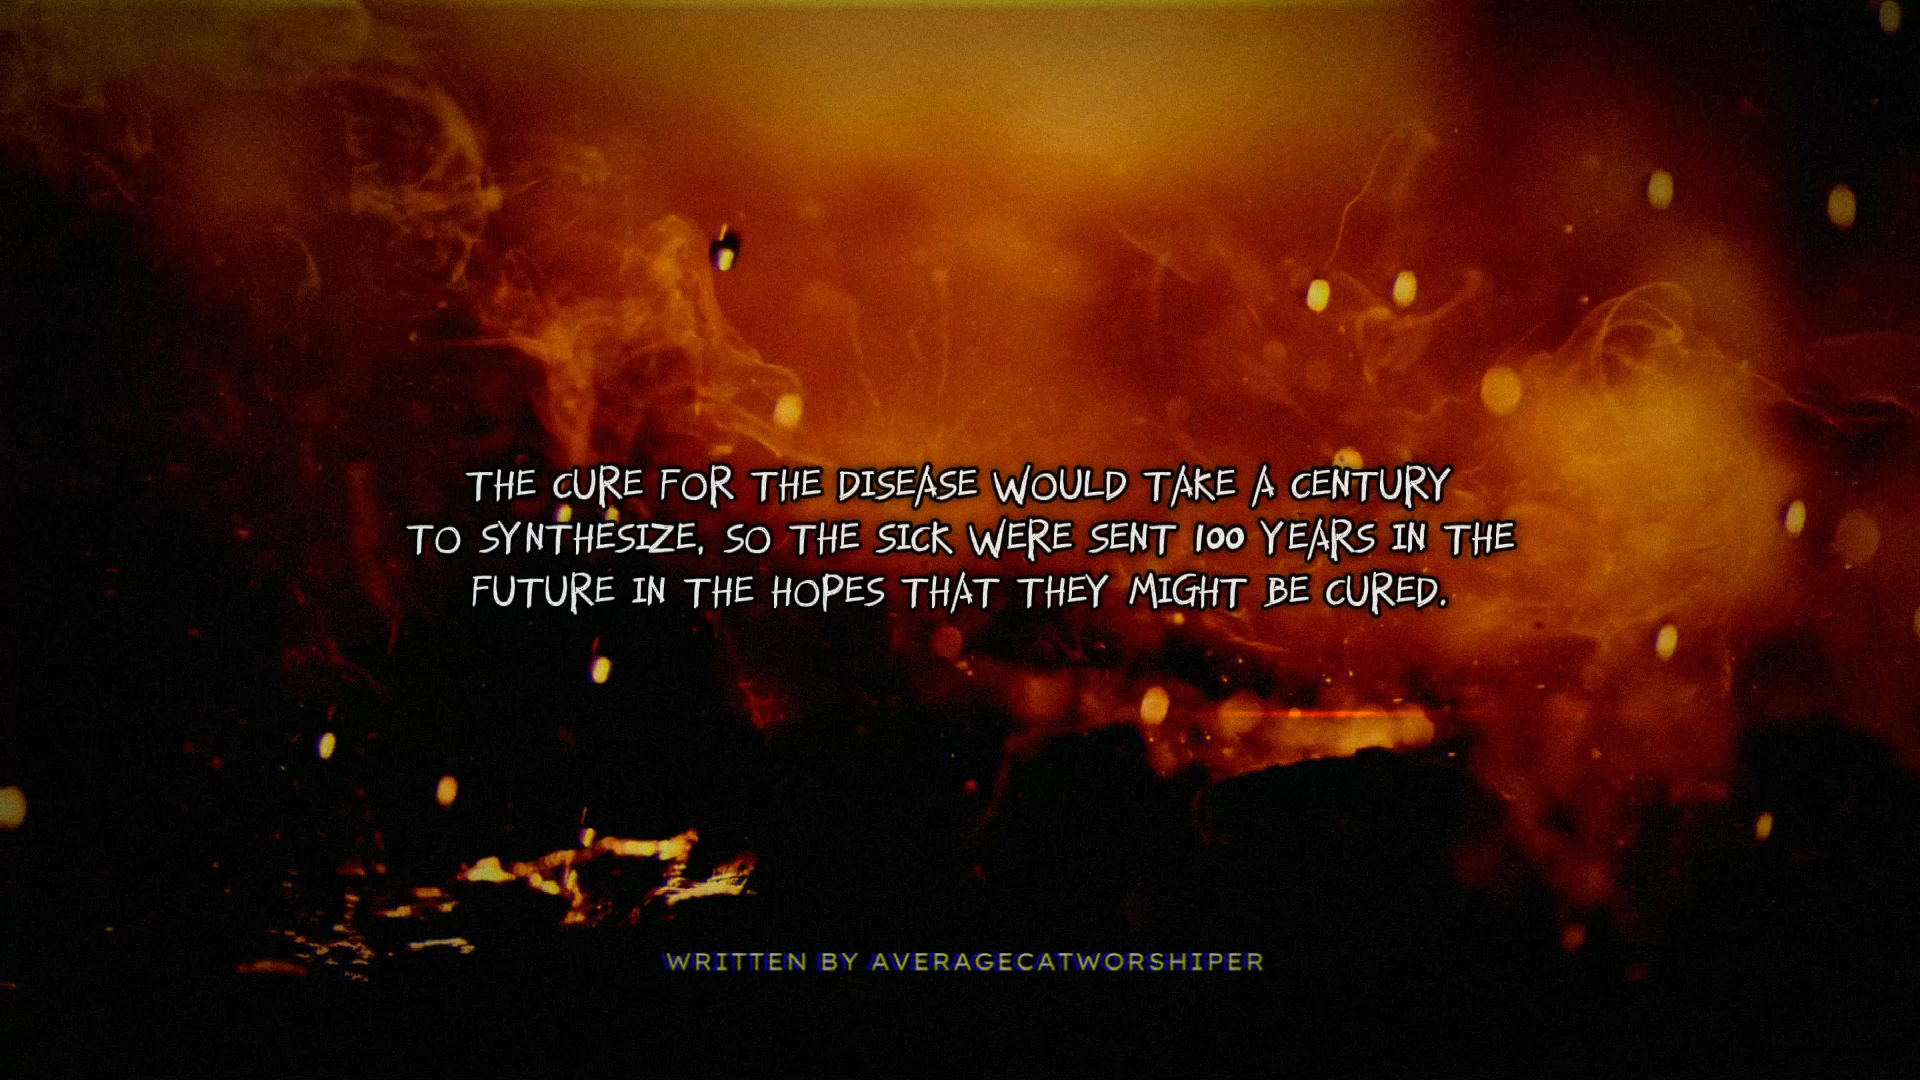 THE CURE FOR THE DISEASE WOULD TAKE A CENTURY
TO SYNTHESIZE, SO THE SICK WERE SENT 100 YEARS IN THE
FUTURE IN THE HOPES THAT THEY MIGHT BE CURED.
WRITTEN BY AVERAGECATWORSHIPER